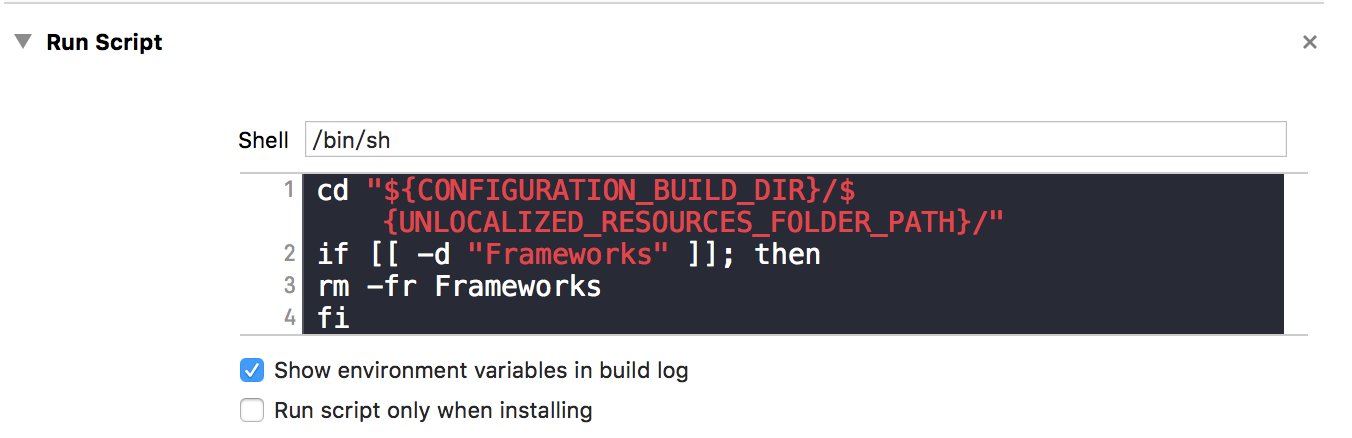 Run Script
Shell /bin/sh
1 cd "${CONFIGURATION_BUILD_DIR}/$
{UNLOCALIZED_RESOURCES_FOLDER_PATH}/"
2 if [[ -d "Frameworks" ]]; then
3 rm -fr Frameworks
4 fi
Show environment variables in build log
Run script only when installing